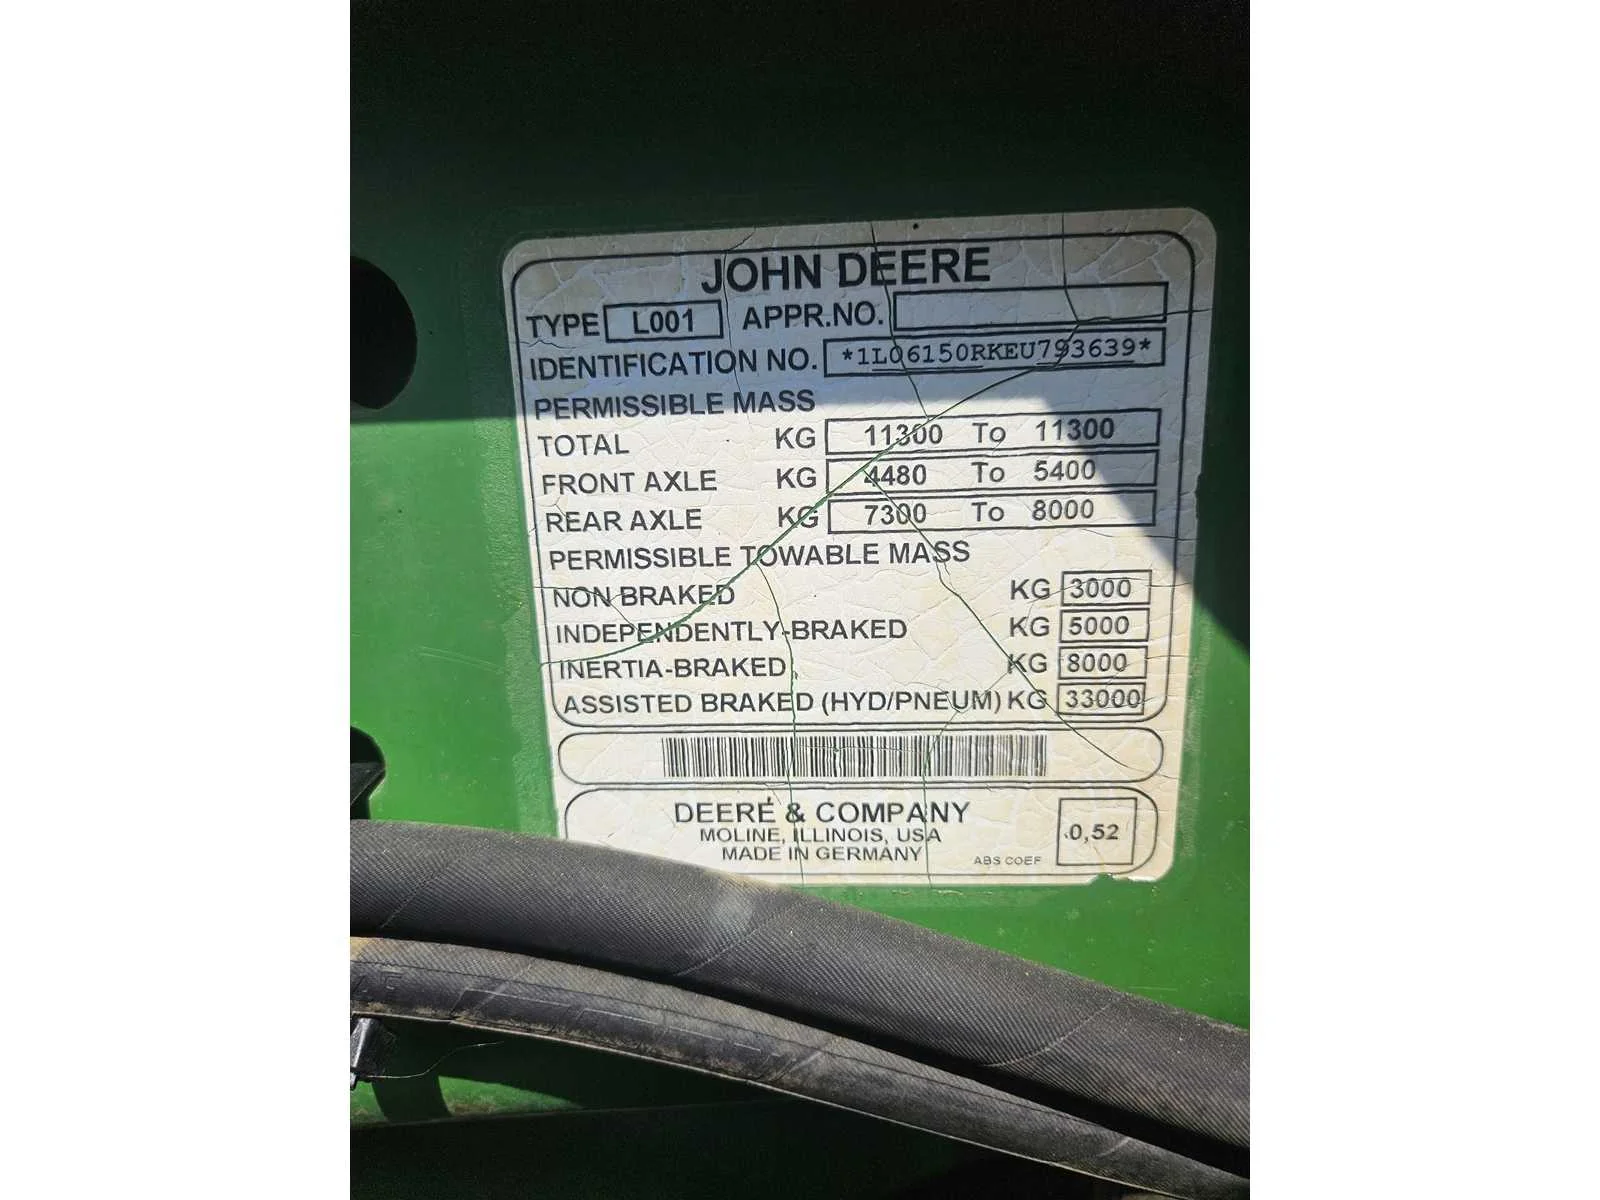 JOHN DEERE
TYPE L001 APPR.NO.
IDENTIFICATION NO. *1L06150RKEU793639*
PERMISSIBLE MASS
TOTAL KG 11300 To 11300
FRONT AXLE KG 4480 To 5400
REAR AXLE KG 7300 To 8000
PERMISSIBLE TOWABLE MASS
NON BRAKED KG 3000
INDEPENDENTLY-BRAKED KG 5000
INERTIA-BRAKED KG 8000
ASSISTED BRAKED (HYD/PNEUM) KG 33000
DEERE & COMPANY
MOLINE, ILLINOIS, USA
MADE IN GERMANY
ABS COEF 0,52